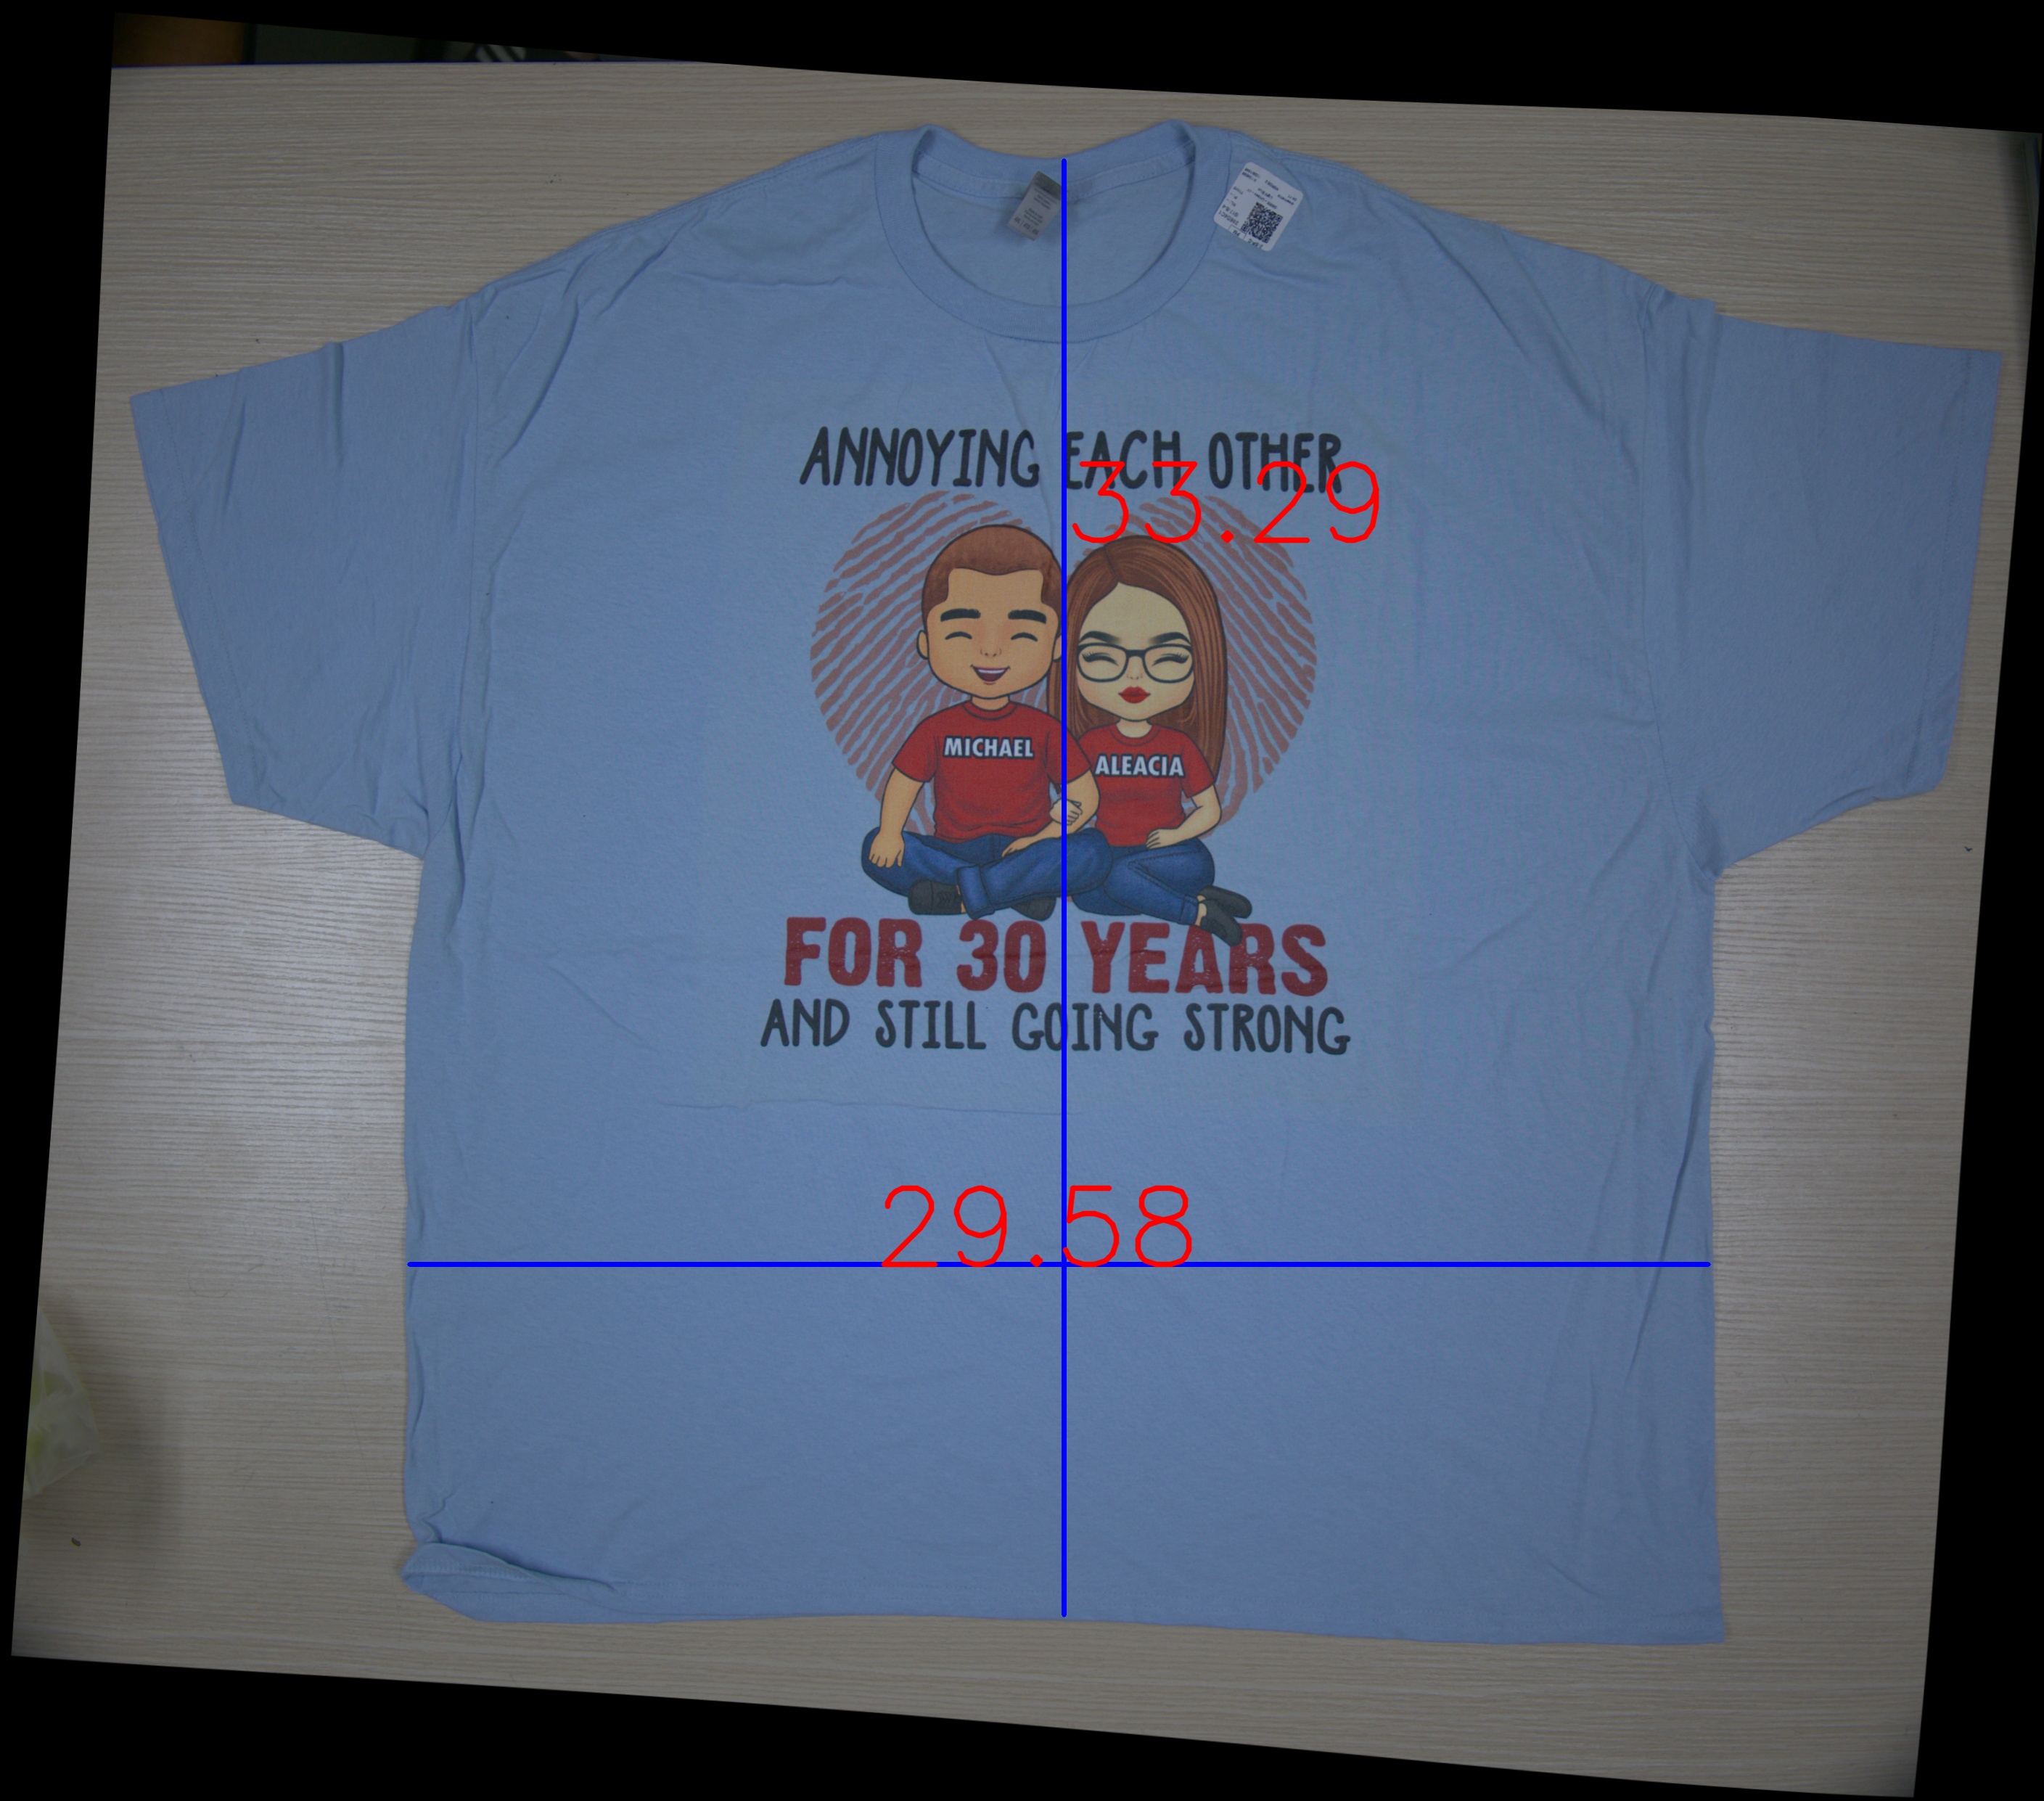 ANNOYING EACH OTHER
33.29
MICHAEL
ALEACIA
FOR 30 YEARS
AND STILL GOING STRONG
29.58